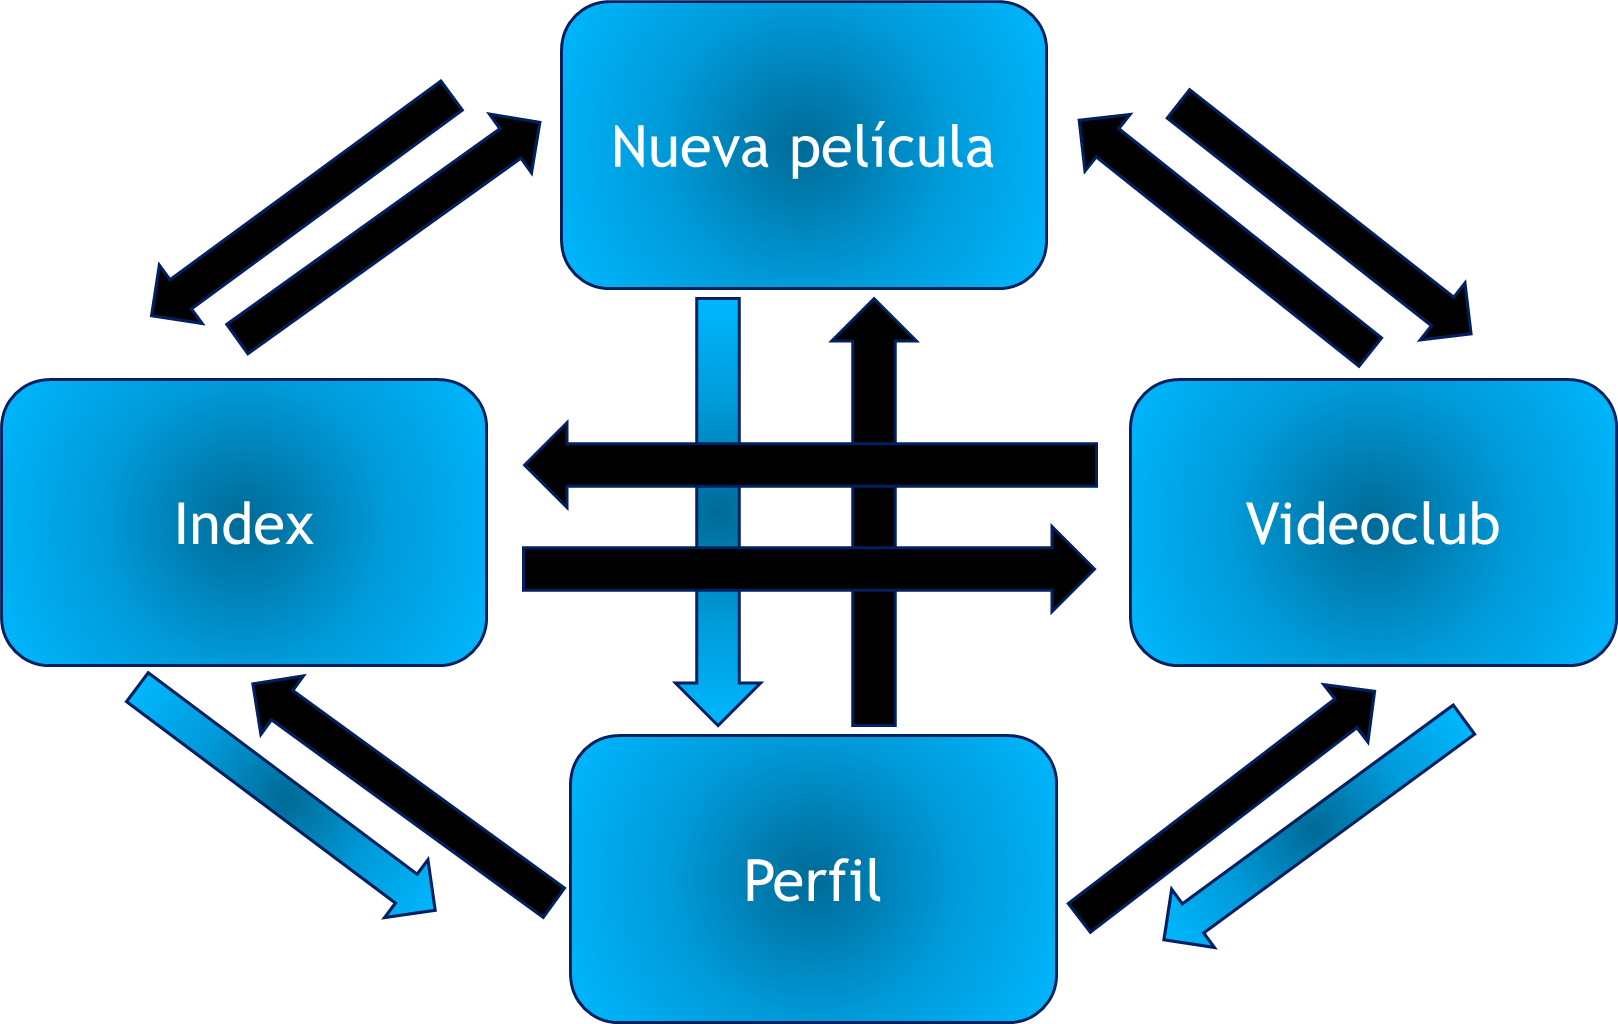 Nueva película
Index
Videoclub
Perfil